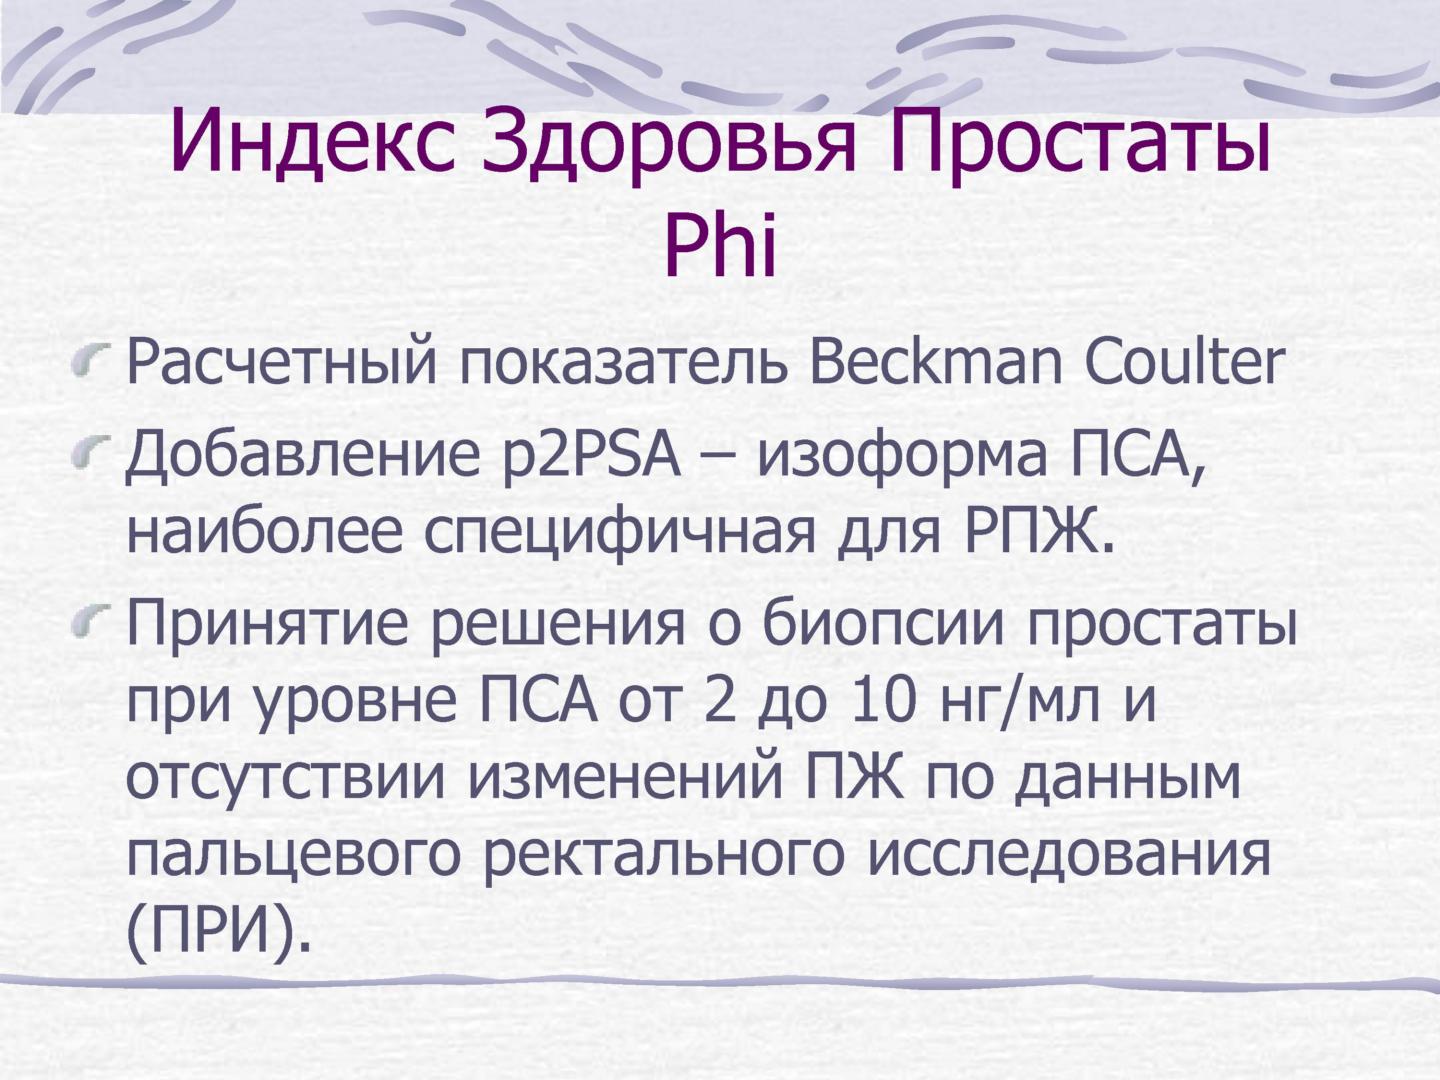 Индекс Здоровья Простаты
Phi
Расчетный показатель Beckman Coulter
Добавление p2PSA – изоформа ПСА,
наиболее специфичная для РПЖ.
Принятие решения о биопсии простаты
при уровне ПСА от 2 до 10 нг/мл и
отсутствии изменений ПЖ по данным
пальцевого ректального исследования
(ПРИ).